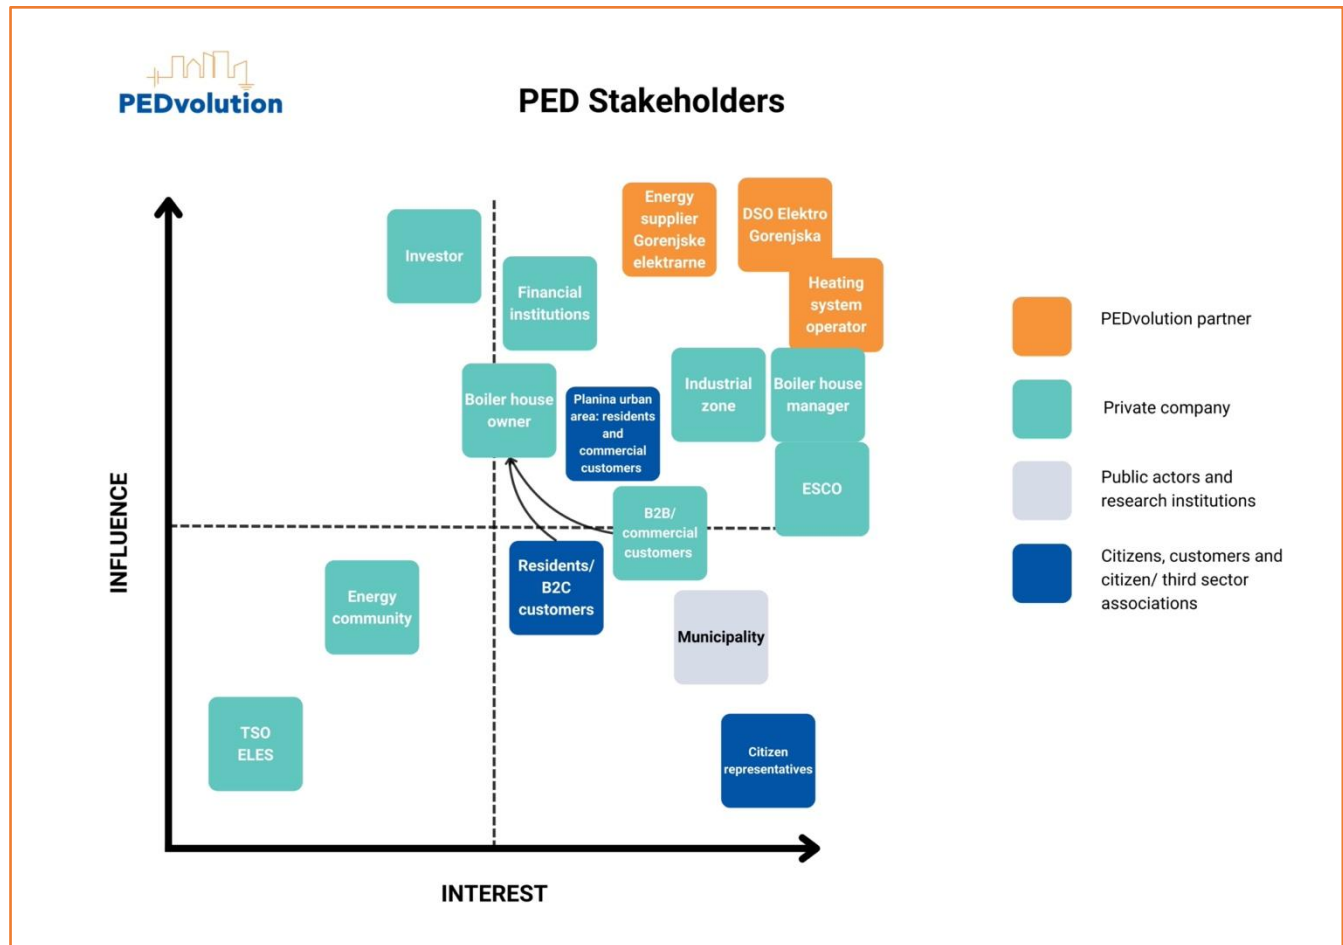 PEDvolution
PED Stakeholders
Energy
supplier
Gorenjske
elektrarne
DSO Elektro
Gorenjska
Investor
Financial
institutions
Heating
system
operator
PEDvolution partner
Boiler house
owner
Planina urban
area: residents
and
commercial
customers
Industrial
zone
Boiler house
manager
Private company
ESCO
Public actors and
research institutions
B2B/
commercial
customers
INFLUENCE
Residents/
B2C
customers
Energy
community
Citizens, customers and
citizen/ third sector
associations
Municipality
TSO
ELES
Citizen
representatives
INTEREST